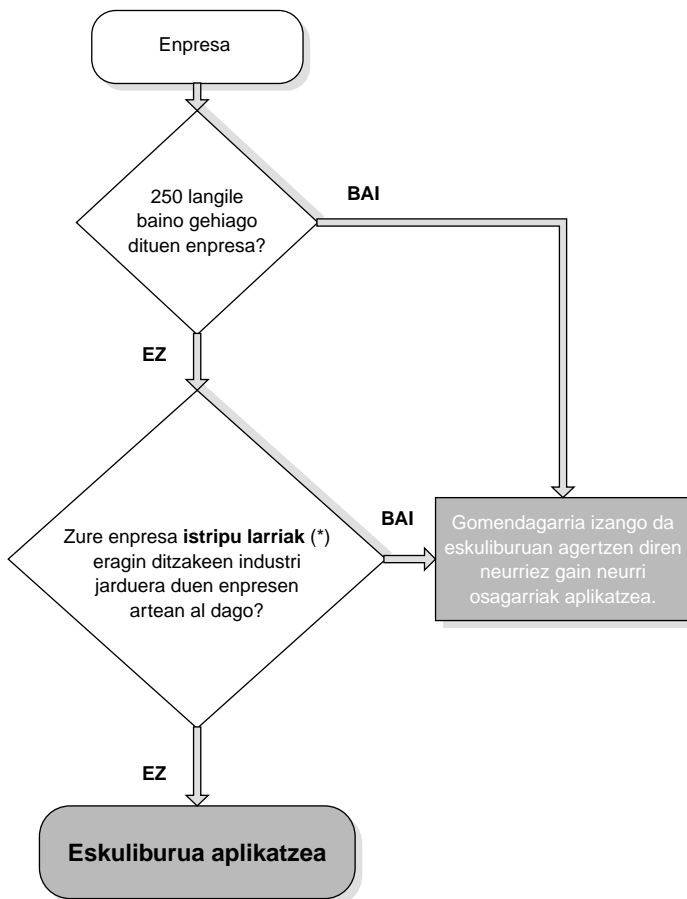 Enpresa
250 langile
baino gehiago
dituen enpresa?
BAI
EZ
Zure enpresa istripu larriak (*)
eragin ditzakeen industri
jarduera duen enpresen
artean al dago?
BAI
Gomendagarria izango da
eskuliburuan agertzen diren
neurriez gain neurri
osagarriak aplikatzea.
EZ
Eskuliburua aplikatzea